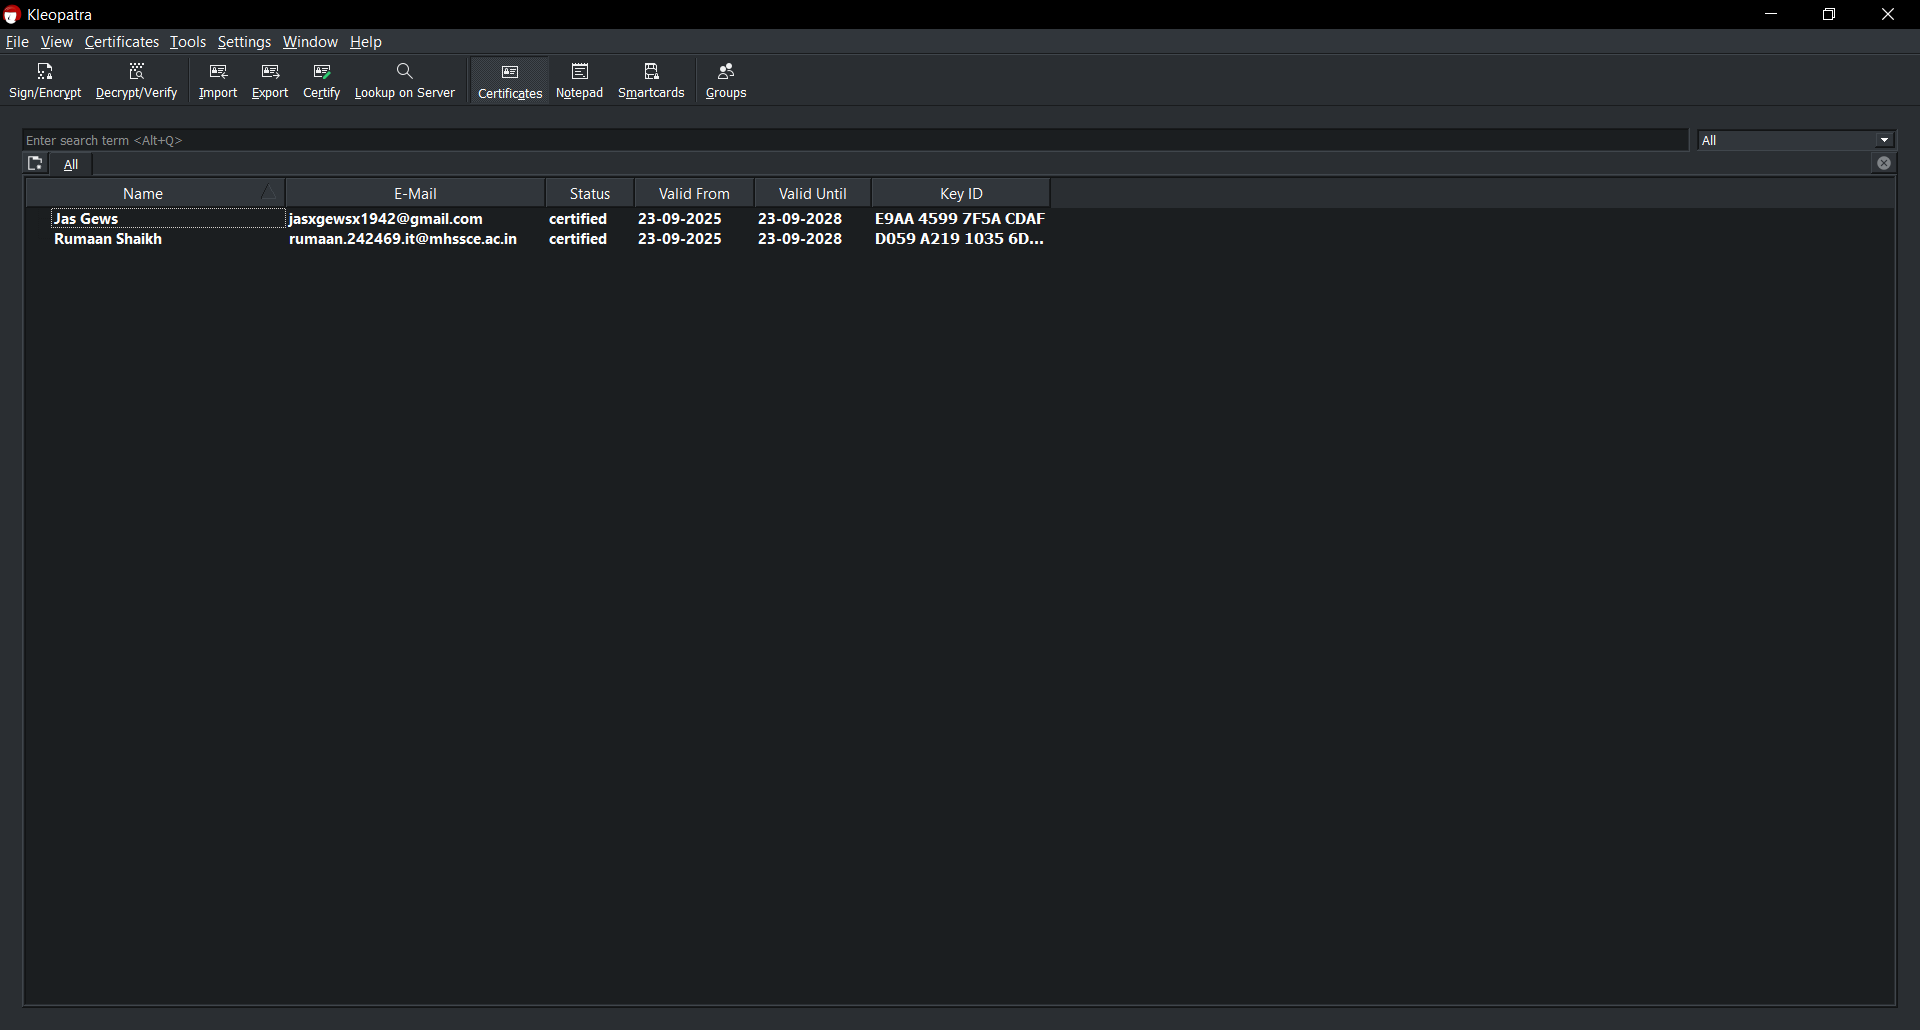 Kleopatra
File View Certificates Tools Settings Window Help
Sign/Encrypt Decrypt/Verify Import Export Certify Lookup on Server Certificates Notepad Smartcards Groups
Enter search term <Alt+Q> All
All
Name E-Mail Status Valid From Valid Until Key ID
Jas Gews jasxgewsx1942@gmail.com certified 23-09-2025 23-09-2028 E9AA 4599 7F5A CDAF
Rumaan Shaikh rumaan.242469.it@mhssce.ac.in certified 23-09-2025 23-09-2028 D059 A219 1035 6D...